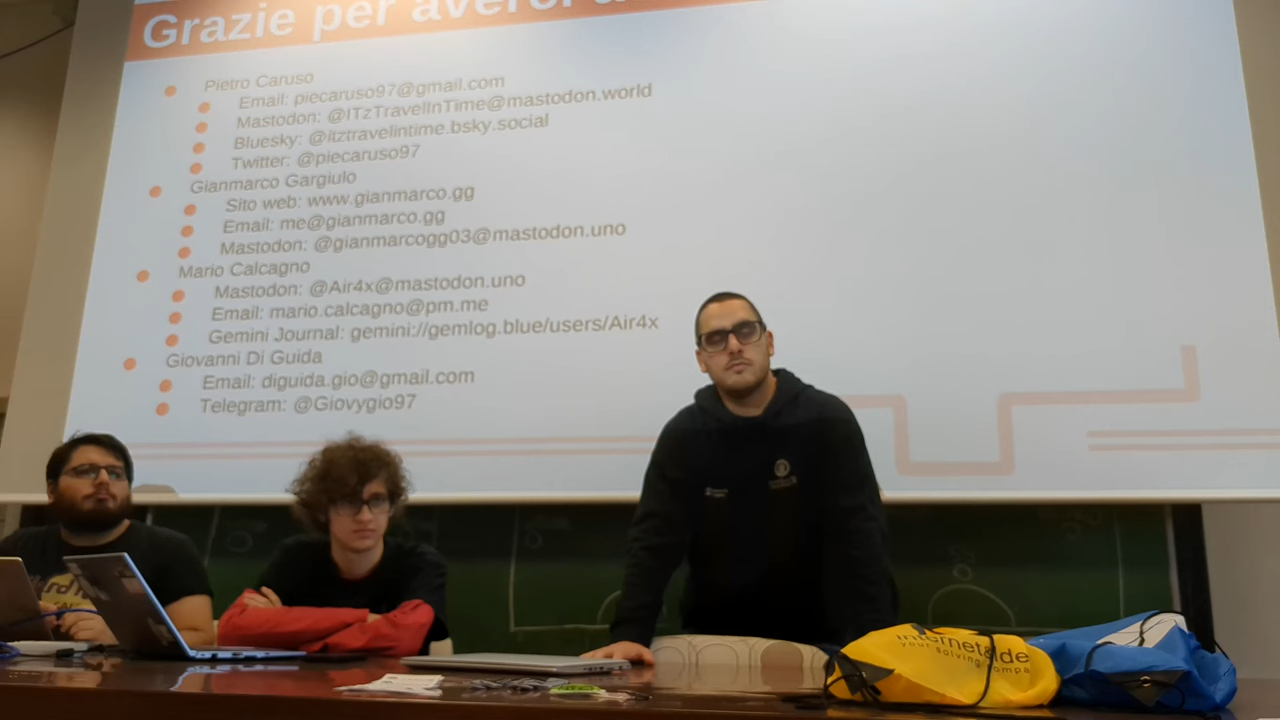 Grazie per averci
Pietro Caruso
Email: piecaruso97@gmail.com
Mastodon: @ITzTravelInTime@mastodon.world
Bluesky: @itztravelintime.bsky.social
Twitter: @piecaruso97
Gianmarco Gargiulo
Sito web: www.gianmarco.gg
Email: me@gianmarco.gg
Mastodon: @gianmarcogg03@mastodon.uno
Mario Calcagno
Mastodon: @Air4x@mastodon.uno
Email: mario.calcagno@pm.me
Gemini Journal: gemini://gemlog.blue/users/Air4x
Giovanni Di Guida
Email: diguida.gio@gmail.com
Telegram: @Giovygio97
your solving